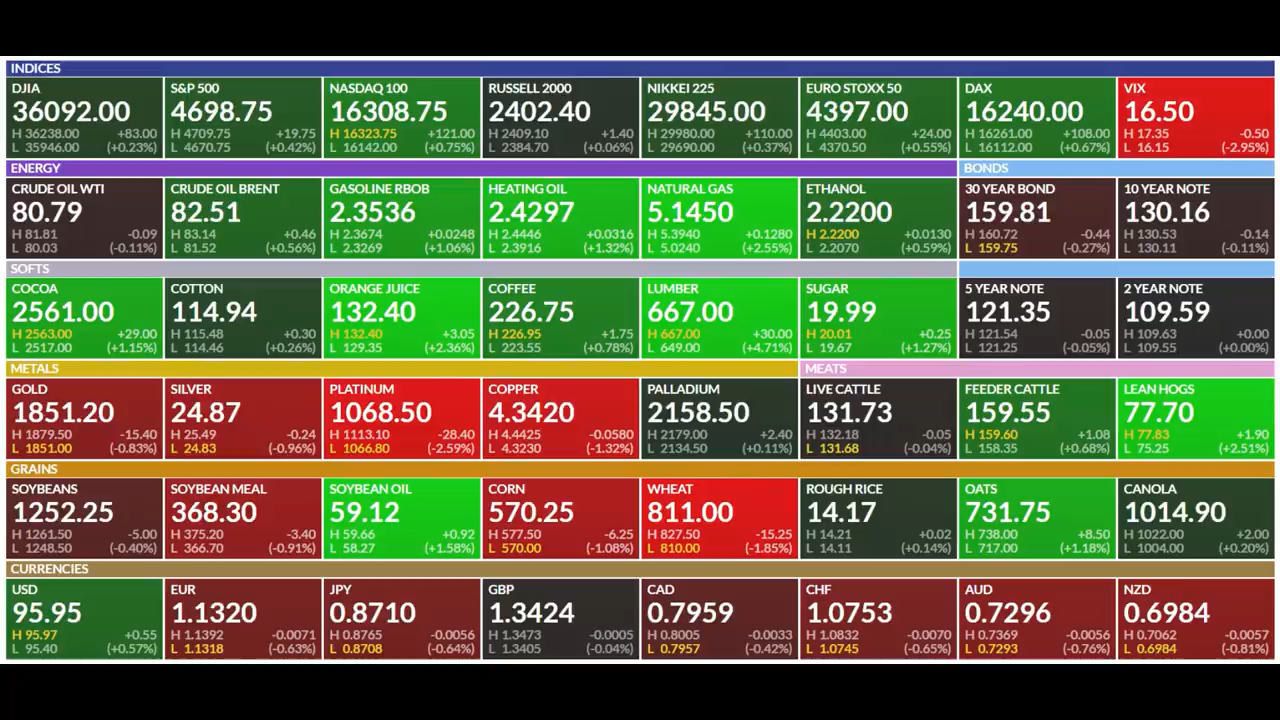 INDICES
DJIA
36092.00
H 36238.00 +83.00
L 35946.00 (+0.23%)
S&P 500
4698.75
H 4709.75 +19.75
L 4670.75 (+0.42%)
NASDAQ 100
16308.75
H 16323.75 +121.00
L 16142.00 (+0.75%)
RUSSELL 2000
2402.40
H 2409.10 +1.40
L 2384.70 (+0.06%)
NIKKEI 225
29845.00
H 29980.00 +110.00
L 29690.00 (+0.37%)
EURO STOXX 50
4397.00
H 4403.00 +24.00
L 4370.50 (+0.55%)
DAX
16240.00
H 16261.00 +108.00
L 16112.00 (+0.67%)
VIX
16.50
H 17.35 -0.50
L 16.15 (-2.95%)
ENERGY
CRUDE OIL WTI
80.79
H 81.81 -0.09
L 80.03 (-0.11%)
CRUDE OIL BRENT
82.51
H 83.14 +0.46
L 81.52 (+0.56%)
GASOLINE RBOB
2.3536
H 2.3674 +0.0248
L 2.3269 (+1.06%)
HEATING OIL
2.4297
H 2.4446 +0.0316
L 2.3916 (+1.32%)
NATURAL GAS
5.1450
H 5.3940 +0.1280
L 5.0240 (+2.55%)
ETHANOL
2.2200
H 2.2200 +0.0130
L 2.2070 (+0.59%)
BONDS
30 YEAR BOND
159.81
H 160.72 -0.44
L 159.75 (-0.27%)
10 YEAR NOTE
130.16
H 130.53 -0.14
L 130.11 (-0.11%)
SOFTS
COCOA
2561.00
H 2563.00 +29.00
L 2517.00 (+1.15%)
COTTON
114.94
H 115.48 +0.30
L 114.46 (+0.26%)
ORANGE JUICE
132.40
H 132.40 +3.05
L 129.35 (+2.36%)
COFFEE
226.75
H 226.95 +1.75
L 223.55 (+0.78%)
LUMBER
667.00
H 667.00 +30.00
L 649.00 (+4.71%)
SUGAR
19.99
H 20.01 +0.25
L 19.67 (+1.27%)
5 YEAR NOTE
121.35
H 121.54 -0.05
L 121.25 (-0.05%)
2 YEAR NOTE
109.59
H 109.63 +0.00
L 109.55 (+0.00%)
METALS
GOLD
1851.20
H 1879.50 -15.40
L 1851.00 (-0.83%)
SILVER
24.87
H 25.49 -0.24
L 24.83 (-0.96%)
PLATINUM
1068.50
H 1113.10 -28.40
L 1066.80 (-2.59%)
COPPER
4.3420
H 4.4425 -0.0580
L 4.3230 (-1.32%)
PALLADIUM
2158.50
H 2179.00 +2.40
L 2134.50 (+0.11%)
MEATS
LIVE CATTLE
131.73
H 132.18 -0.05
L 131.68 (-0.04%)
FEEDER CATTLE
159.55
H 159.60 +1.08
L 158.35 (+0.68%)
LEAN HOGS
77.70
H 77.83 +1.90
L 75.25 (+2.51%)
GRAINS
SOYBEANS
1252.25
H 1261.50 -5.00
L 1248.50 (-0.40%)
SOYBEAN MEAL
368.30
H 375.20 -3.40
L 366.70 (-0.91%)
SOYBEAN OIL
59.12
H 59.66 +0.92
L 58.27 (+1.58%)
CORN
570.25
H 577.50 -6.25
L 570.00 (-1.08%)
WHEAT
811.00
H 827.50 -15.25
L 810.00 (-1.85%)
ROUGH RICE
14.17
H 14.21 +0.02
L 14.11 (+0.14%)
OATS
731.75
H 738.00 +8.50
L 717.00 (+1.18%)
CANOLA
1014.90
H 1022.00 +2.00
L 1004.00 (+0.20%)
CURRENCIES
USD
95.95
H 95.97 +0.55
L 95.40 (+0.57%)
EUR
1.1320
H 1.1392 -0.0071
L 1.1318 (-0.63%)
JPY
0.8710
H 0.8765 -0.0056
L 0.8708 (-0.64%)
GBP
1.3424
H 1.3473 -0.0005
L 1.3405 (-0.04%)
CAD
0.7959
H 0.8005 -0.0033
L 0.7957 (-0.42%)
CHF
1.0753
H 1.0832 -0.0070
L 1.0745 (-0.65%)
AUD
0.7296
H 0.7369 -0.0056
L 0.7293 (-0.76%)
NZD
0.6984
H 0.7062 -0.0057
L 0.6984 (-0.81%)